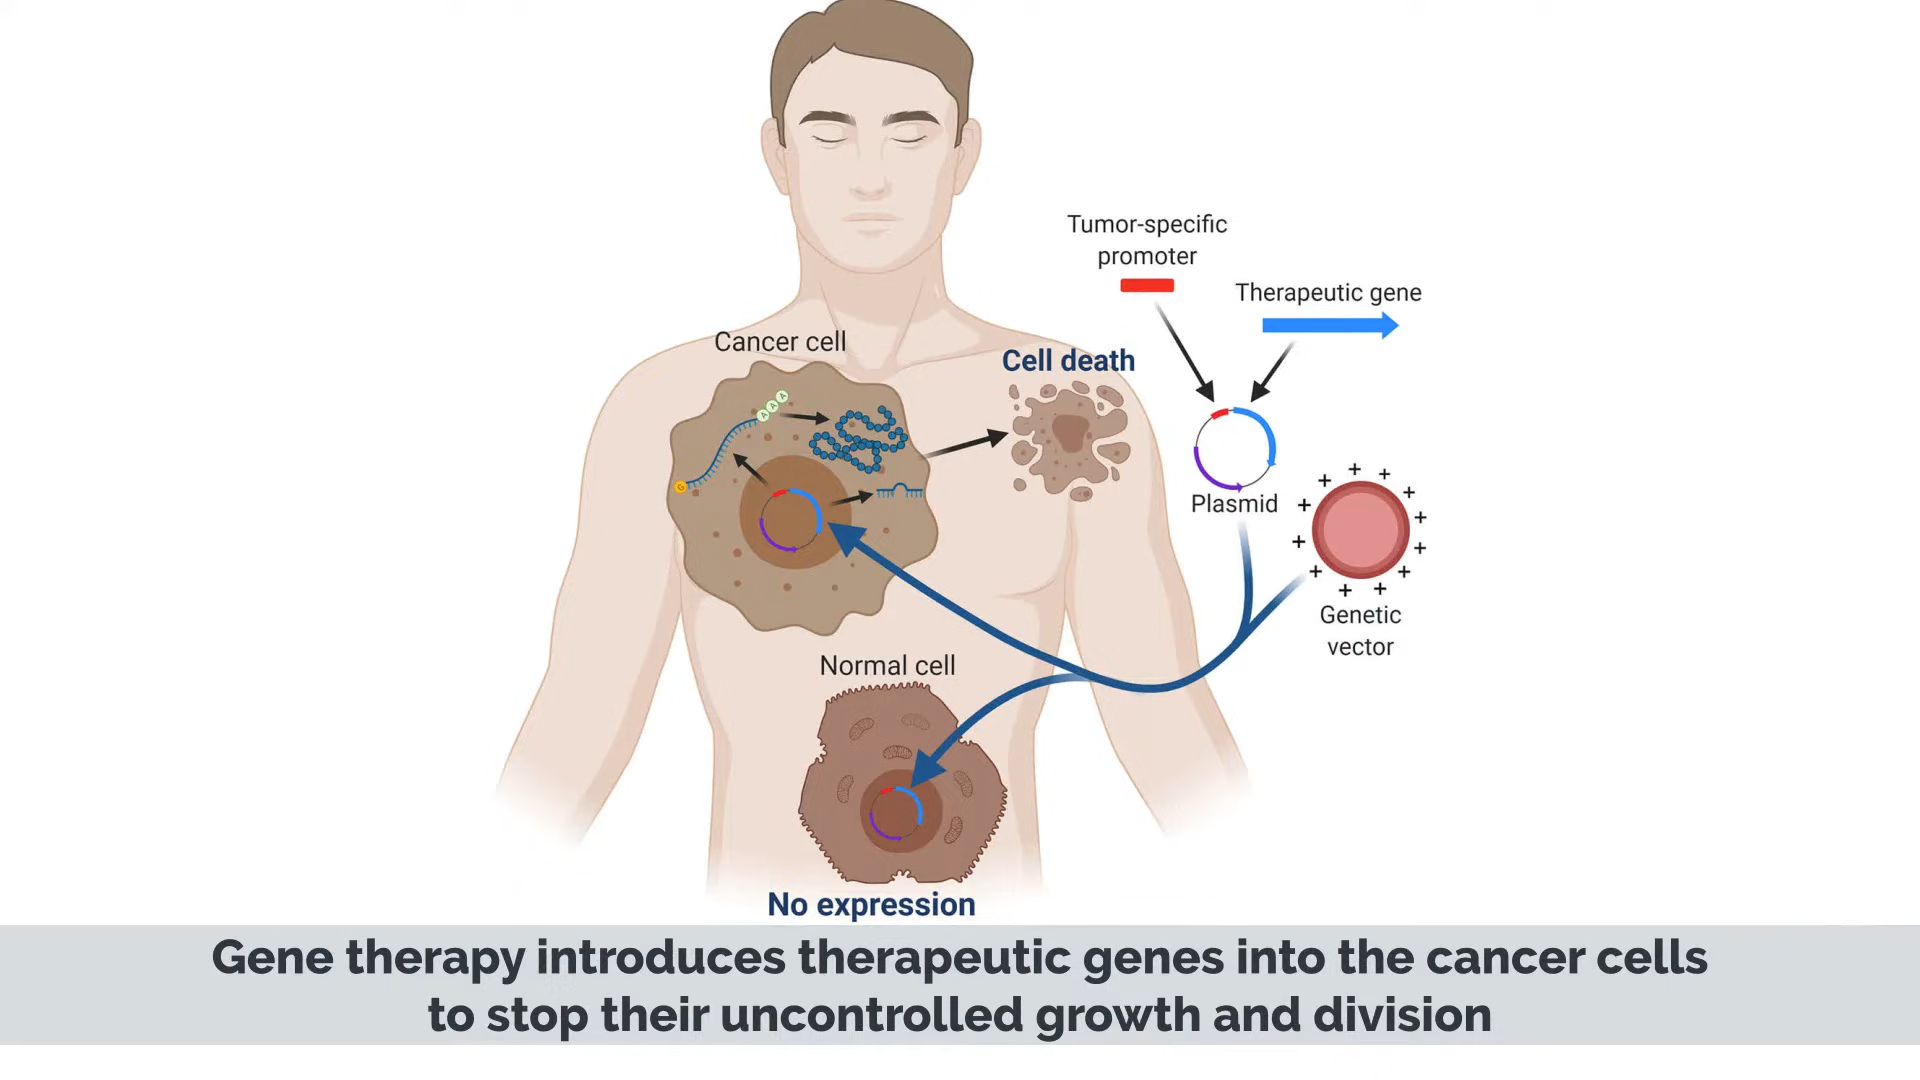 Tumor-specific
promoter
Therapeutic gene
Cancer cell
Cell death
A A A
G
Plasmid
Genetic
vector
Normal cell
No expression
Gene therapy introduces therapeutic genes into the cancer cells
to stop their uncontrolled growth and division